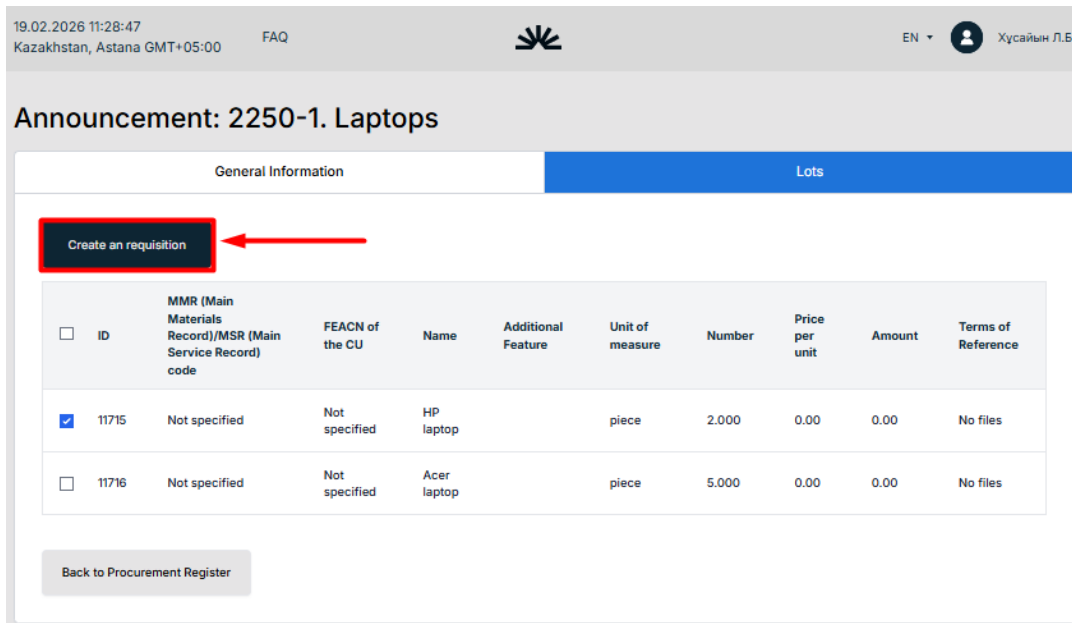 19.02.2026 11:28:47
Kazakhstan, Astana GMT+05:00
FAQ
EN
Хұсайын Л.Б
Announcement: 2250-1. Laptops
General Information
Lots
Create an requisition
ID
MMR (Main
Materials
Record)/MSR (Main
Service Record)
code
FEACN of
the CU
Name
Additional
Feature
Unit of
measure
Number
Price
per
unit
Amount
Terms of
Reference
11715
Not specified
Not
specified
HP
laptop
piece
2.000
0.00
0.00
No files
11716
Not specified
Not
specified
Acer
laptop
piece
5.000
0.00
0.00
No files
Back to Procurement Register